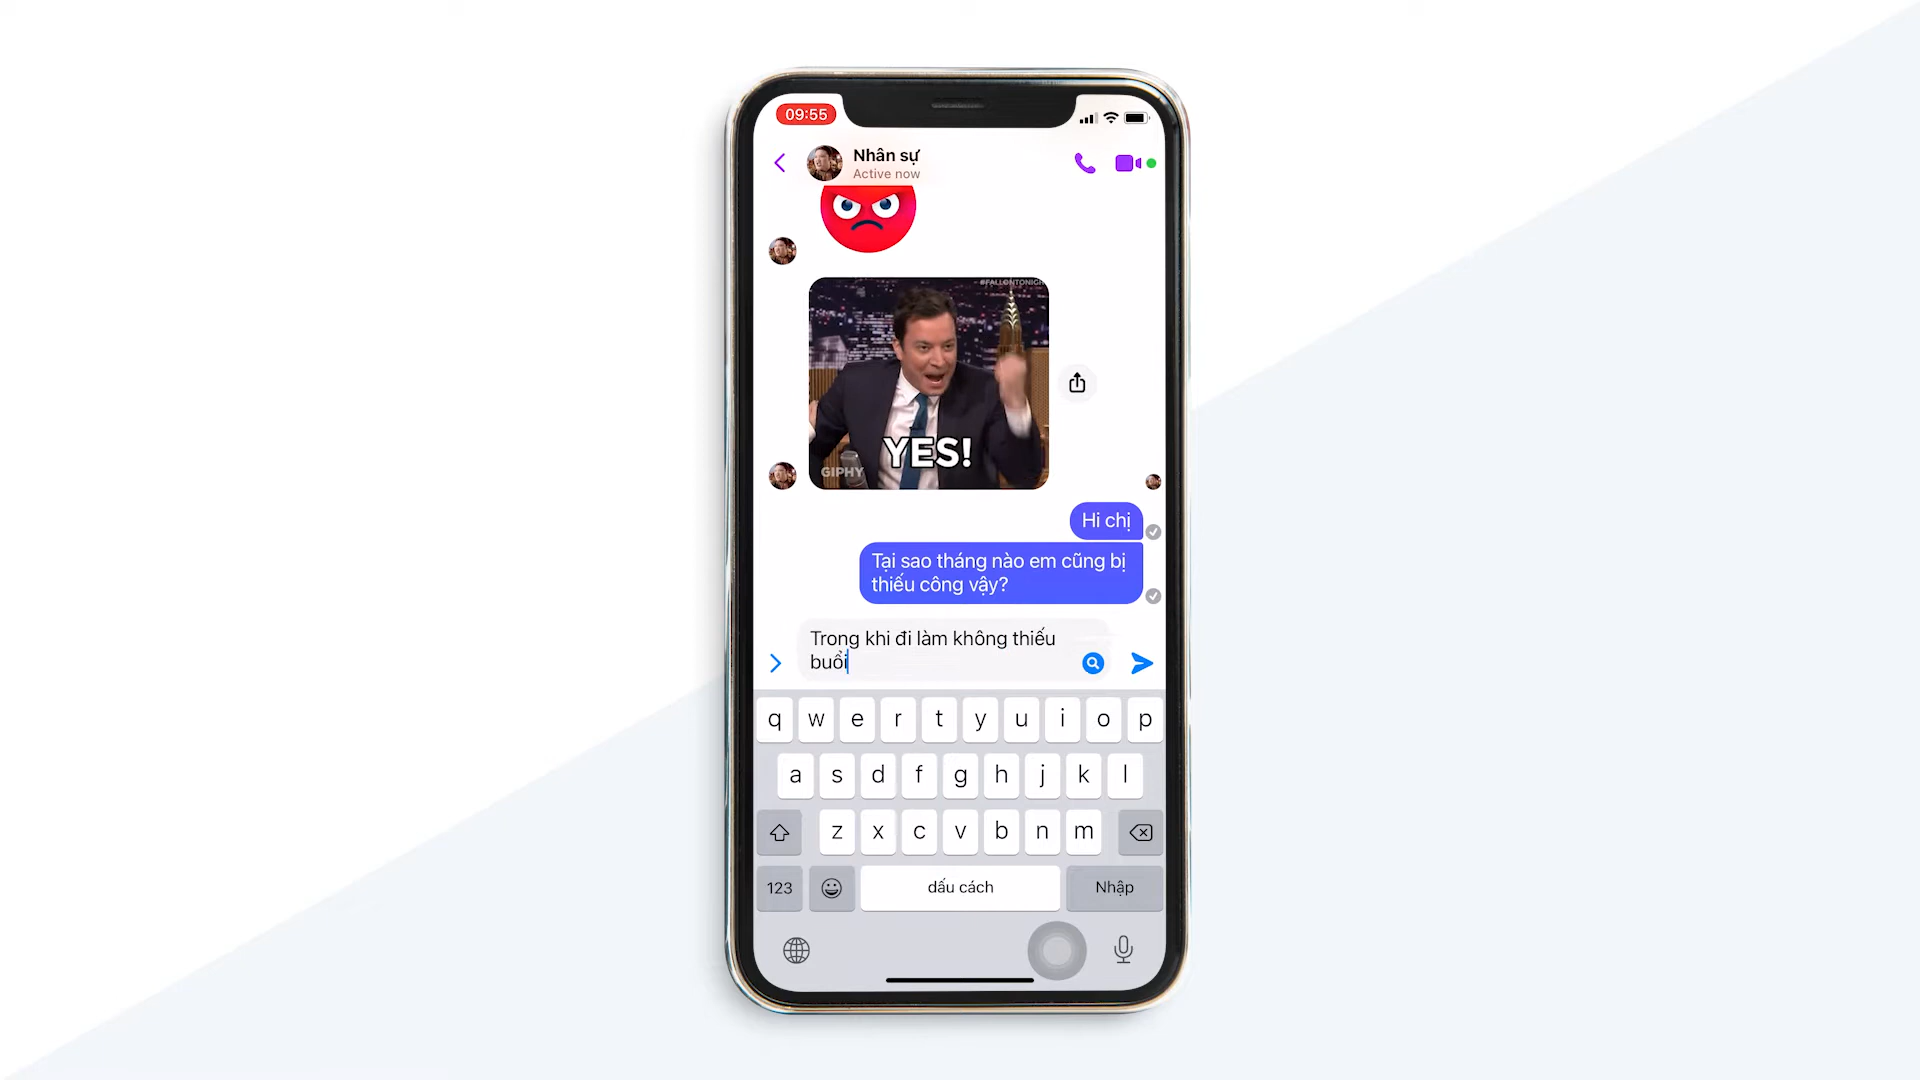 09:55
Nhân sự
Active now
#FALLONTONIGH
YES!
GIPHY
Hi chị
Tại sao tháng nào em cũng bị
thiếu công vậy?
Trong khi đi làm không thiếu
buổi
q w e r t y u i o p
a s d f g h j k l
z x c v b n m
123 dấu cách Nhập